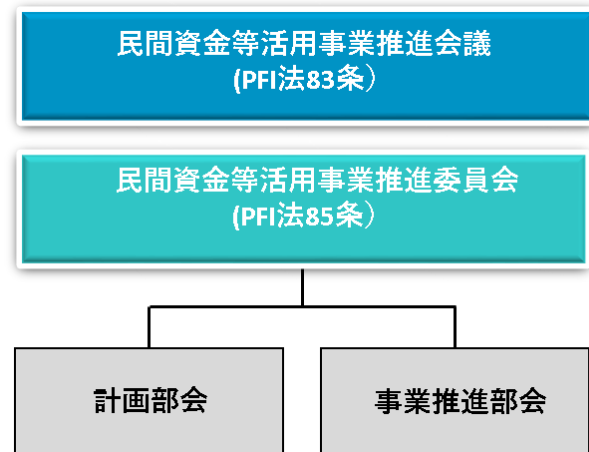 民間資金等活用事業推進会議
(PFI法83条）
民間資金等活用事業推進委員会
(PFI法85条）
計画部会
事業推進部会